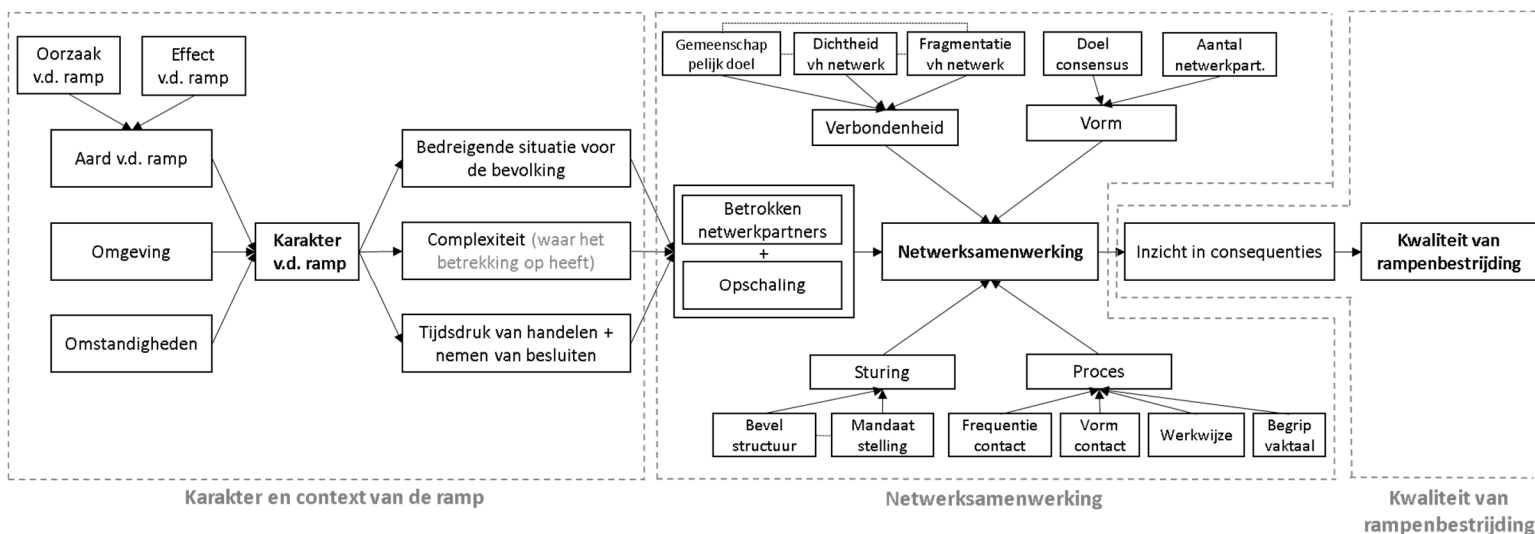 Oorzaak
v.d. ramp
Effect
v.d. ramp
Aard v.d. ramp
Omgeving
Omstandigheden
Karakter
v.d. ramp
Bedreigende situatie voor
de bevolking
Complexiteit (waar het
betrekking op heeft)
Tijdsdruk van handelen +
nemen van besluiten
Karakter en context van de ramp
Gemeenschap
pelijk doel
Dichtheid
vh netwerk
Fragmentatie
vh netwerk
Doel
consensus
Aantal
netwerkpart.
Verbondenheid
Vorm
Betrokken
netwerkpartners
+
Opschaling
Netwerksamenwerking
Inzicht in consequenties
Sturing
Proces
Bevel
structuur
Mandaat
stelling
Frequentie
contact
Vorm
contact
Werkwijze
Begrip
vaktaal
Netwerksamenwerking
Kwaliteit van
rampenbestrijding
Kwaliteit van
rampenbestrijding